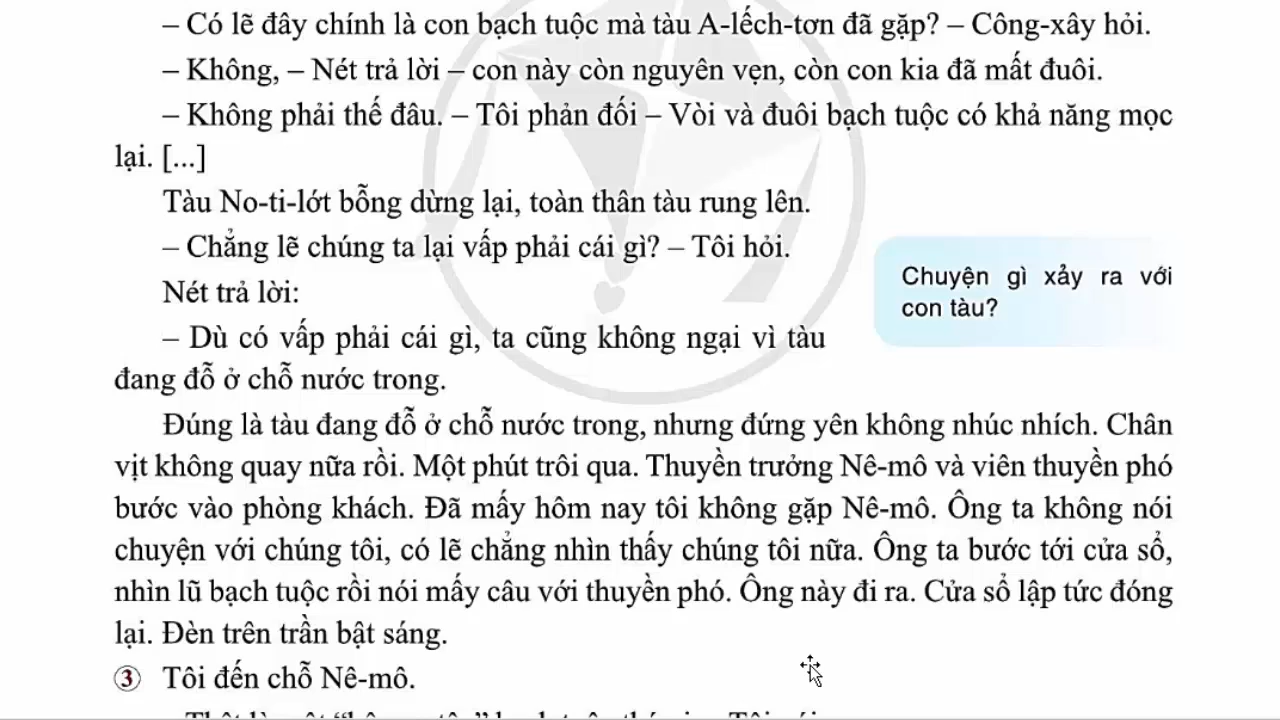 – Có lẽ đây chính là con bạch tuộc mà tàu A-lếch-tơn đã gặp? – Công-xây hỏi.
– Không, – Nét trả lời – con này còn nguyên vẹn, còn con kia đã mất đuôi.
– Không phải thế đâu. – Tôi phản đối – Vòi và đuôi bạch tuộc có khả năng mọc
lại. [...]
Tàu No-ti-lớt bỗng dừng lại, toàn thân tàu rung lên.
– Chẳng lẽ chúng ta lại vấp phải cái gì? – Tôi hỏi.
Nét trả lời:
– Dù có vấp phải cái gì, ta cũng không ngại vì tàu
đang đỗ ở chỗ nước trong.
Chuyện gì xảy ra với
con tàu?
Đúng là tàu đang đỗ ở chỗ nước trong, nhưng đứng yên không nhúc nhích. Chân
vịt không quay nữa rồi. Một phút trôi qua. Thuyền trưởng Nê-mô và viên thuyền phó
bước vào phòng khách. Đã mấy hôm nay tôi không gặp Nê-mô. Ông ta không nói
chuyện với chúng tôi, có lẽ chẳng nhìn thấy chúng tôi nữa. Ông ta bước tới cửa sổ,
nhìn lũ bạch tuộc rồi nói mấy câu với thuyền phó. Ông này đi ra. Cửa sổ lập tức đóng
lại. Đèn trên trần bật sáng.
3 Tôi đến chỗ Nê-mô.